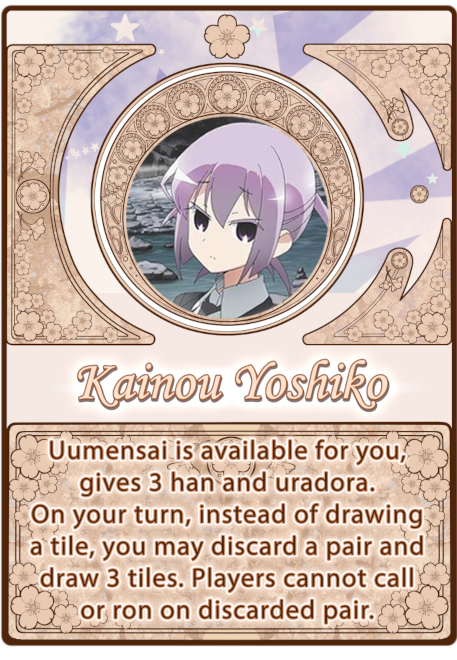 Kainou Yoshiko
Uumensai is available for you,
gives 3 han and uradora.
On your turn, instead of drawing
a tile, you may discard a pair and
draw 3 tiles. Players cannot call
or ron on discarded pair.